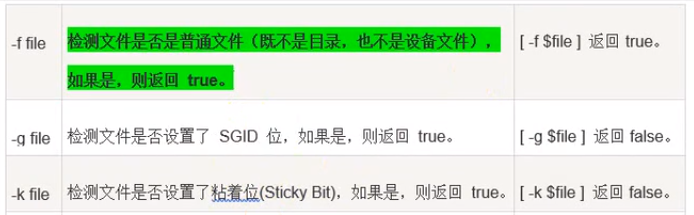 -f file 检测文件是否是普通文件（既不是目录，也不是设备文件）， [ -f $file ] 返回 true。
如果是，则返回 true。
-g file 检测文件是否设置了 SGID 位，如果是，则返回 true。 [ -g $file ] 返回 false。
-k file 检测文件是否设置了粘着位(Sticky Bit)，如果是，则返回 true。 [ -k $file ] 返回 false。